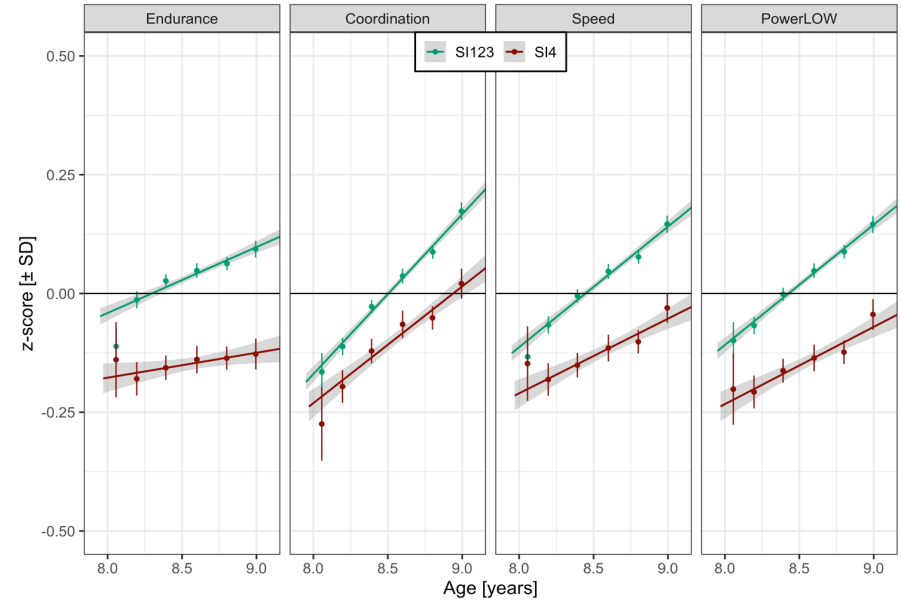 Endurance Coordination Speed PowerLOW
SI123 SI4
0.50
0.25
0.00
-0.25
-0.50
z-score [± SD]
8.0 8.5 9.0 8.0 8.5 9.0 8.0 8.5 9.0 8.0 8.5 9.0
Age [years]